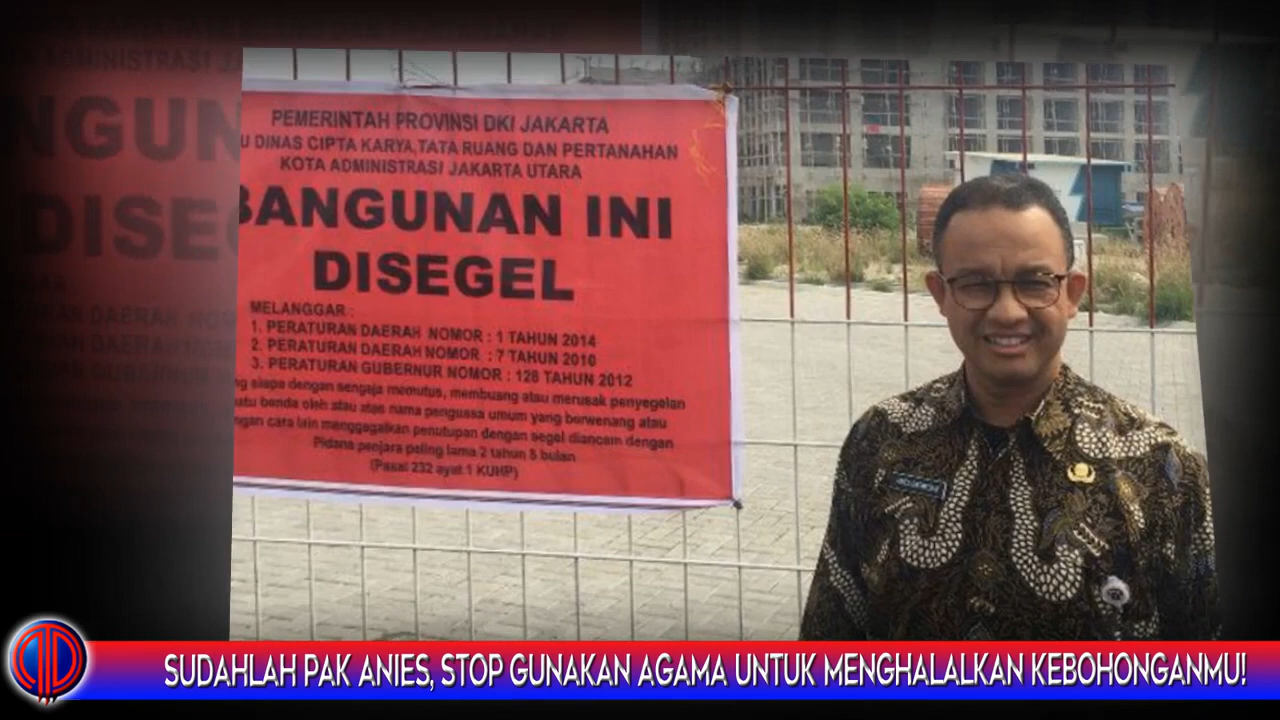 PEMERINTAH PROVINSI DKI JAKARTA
DINAS CIPTA KARYA, TATA RUANG DAN PERTANAHAN
KOTA ADMINISTRASI JAKARTA UTARA
BANGUNAN INI
DISEGEL
MELANGGAR :
1. PERATURAN DAERAH NOMOR : 1 TAHUN 2014
2. PERATURAN DAERAH NOMOR : 7 TAHUN 2010
3. PERATURAN GUBERNUR NOMOR : 128 TAHUN 2012
siapa dengan sengaja memutus, membuang atau merusak penyegelan
benda oleh atau atas nama penguasa umum yang berwenang atau
cara lain menggagalkan penutupan dengan segel diancam dengan
Pidana penjara paling lama 2 tahun 8 bulan
(Pasal 232 ayat 1 KUHP)
SUDAHLAH PAK ANIES, STOP GUNAKAN AGAMA UNTUK MENGHALALKAN KEBOHONGANMU!